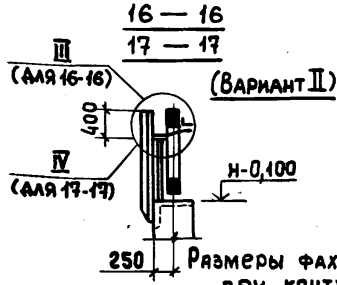 16 — 16
17 — 17
(Вариант II)
III
(для 16-16)
400
IV
(для 17-17)
н-0,100
250
Размеры фах
при